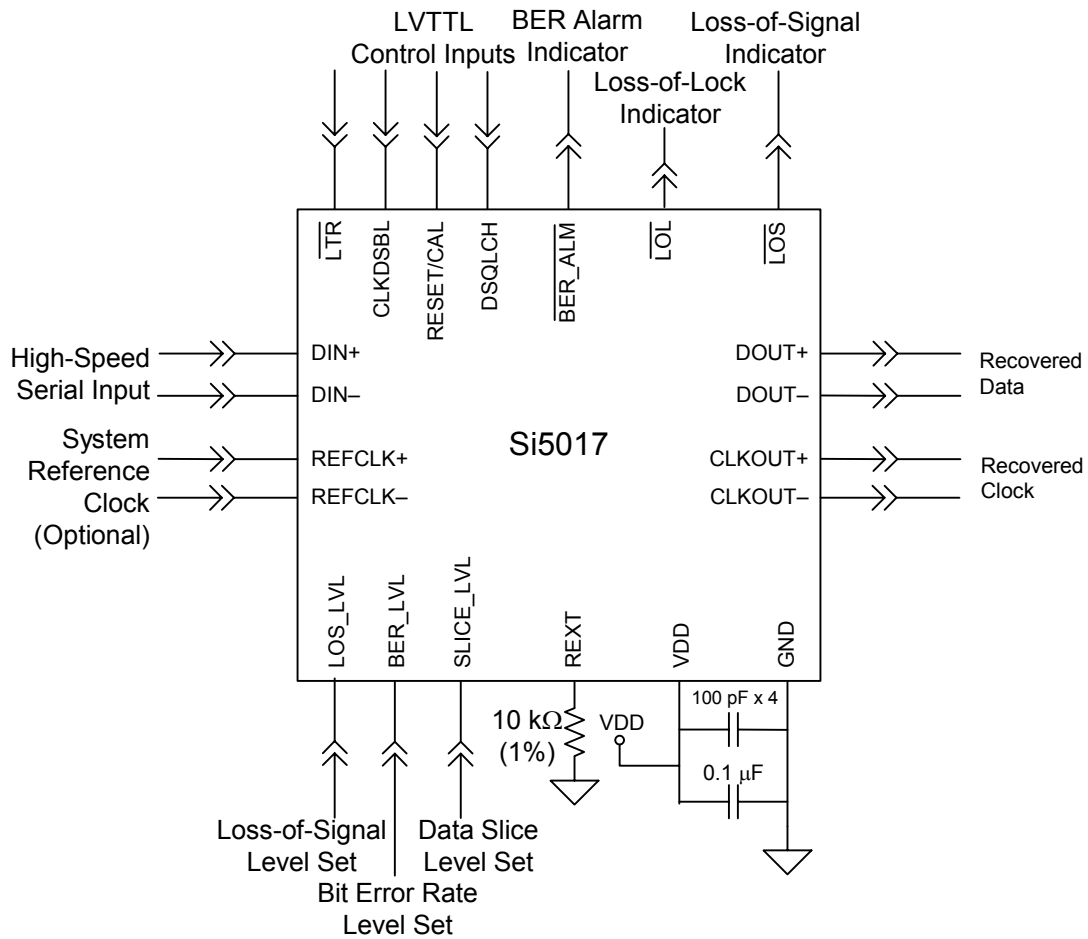 LVTTL
Control Inputs
BER Alarm
Indicator
Loss-of-Lock
Indicator
Loss-of-Signal
Indicator
LTR
CLKDSBL
RESET/CAL
DSQLCH
BER_ALM
LOL
LOS
High-Speed
Serial Input
DIN+
DIN–
System
Reference
Clock
(Optional)
REFCLK+
REFCLK–
Si5017
DOUT+
DOUT–
Recovered
Data
CLKOUT+
CLKOUT–
Recovered
Clock
LOS_LVL
BER_LVL
SLICE_LVL
REXT
VDD
GND
10 kΩ
(1%)
VDD
100 pF x 4
0.1 μF
Loss-of-Signal
Level Set
Data Slice
Level Set
Bit Error Rate
Level Set